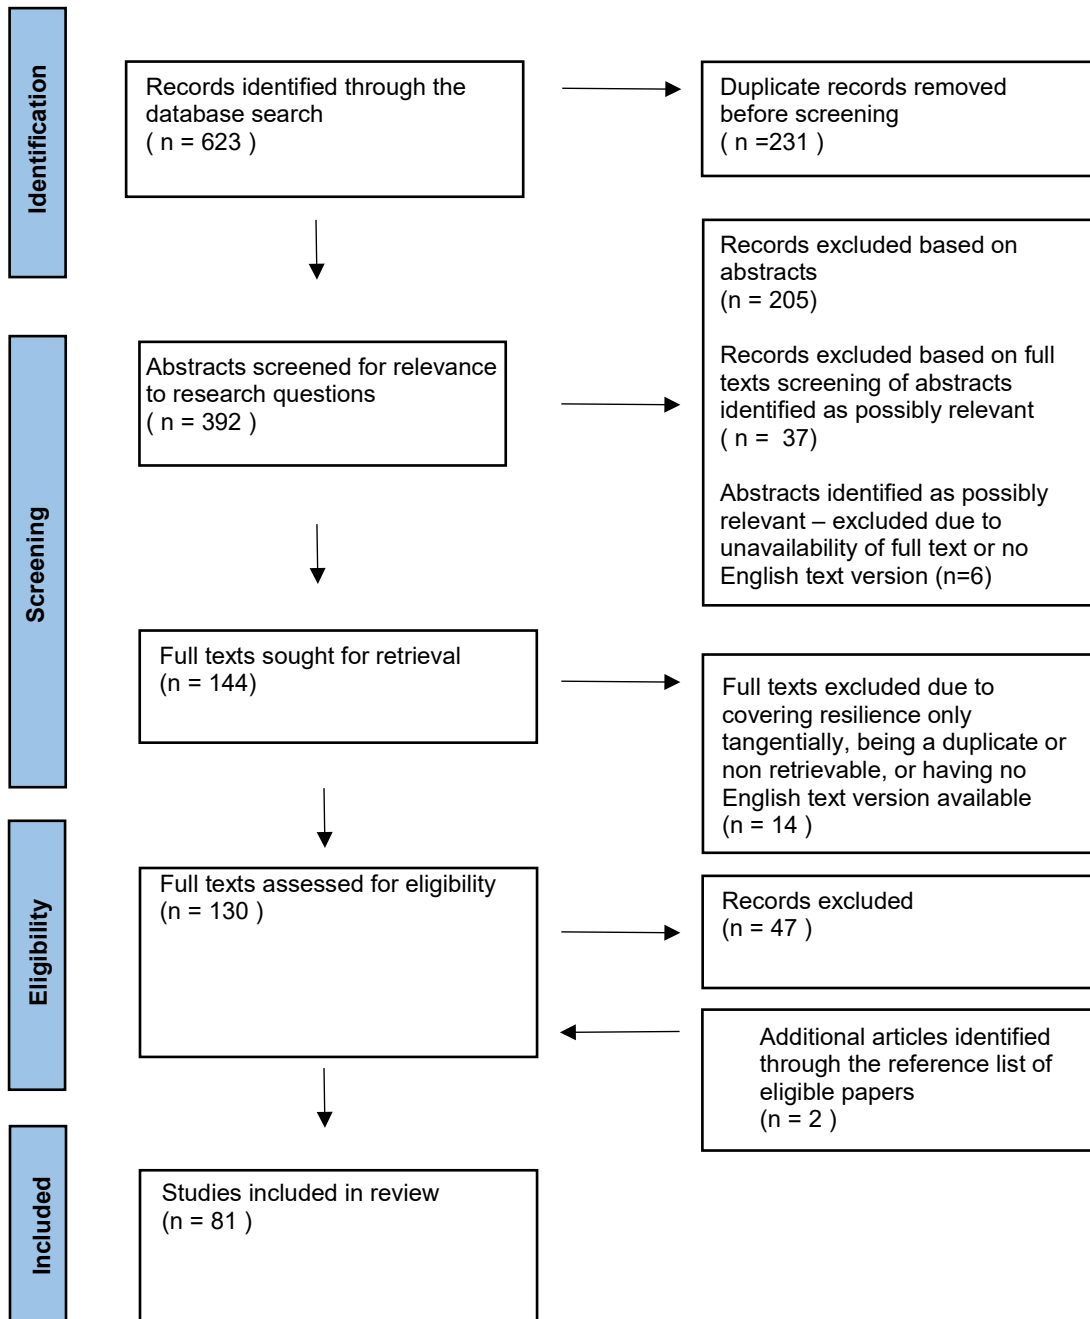 Identification
Records identified through the
database search
( n = 623 )
Duplicate records removed
before screening
( n =231 )
Screening
Abstracts screened for relevance
to research questions
( n = 392 )
Records excluded based on
abstracts
(n = 205)
Records excluded based on full
texts screening of abstracts
identified as possibly relevant
( n =  37)
Abstracts identified as possibly
relevant – excluded due to
unavailability of full text or no
English text version (n=6)
Full texts sought for retrieval
(n = 144)
Full texts excluded due to
covering resilience only
tangentially, being a duplicate or
non retrievable, or having no
English text version available
(n = 14 )
Eligibility
Full texts assessed for eligibility
(n = 130 )
Records excluded
(n = 47 )
Additional articles identified
through the reference list of
eligible papers
(n = 2 )
Included
Studies included in review
(n = 81 )